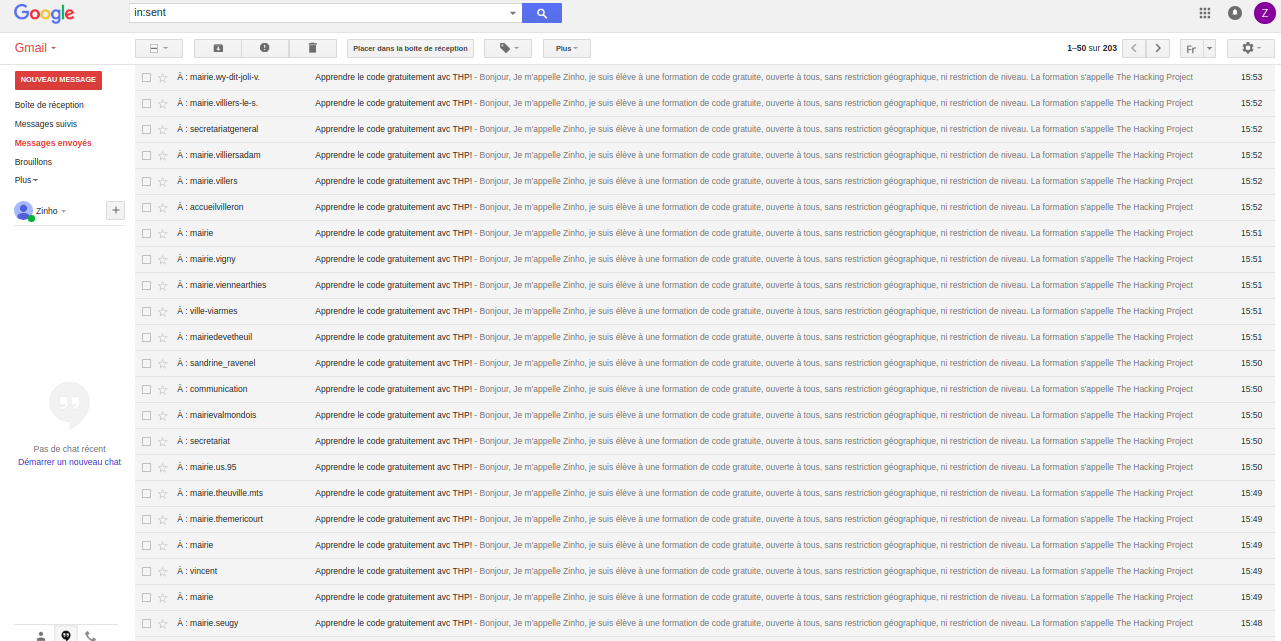 Google
in:sent
Z
Gmail
Placer dans la boîte de réception
Plus
1–50 sur 203
Fr
NOUVEAU MESSAGE
Boîte de réception
Messages suivis
Messages envoyés
Brouillons
Plus
Zinho
+
Pas de chat récent
Démarrer un nouveau chat
À : mairie.wy-dit-joli-v. Apprendre le code gratuitement avc THP! - Bonjour, Je m'appelle Zinho, je suis élève à une formation de code gratuite, ouverte à tous, sans restriction géographique, ni restriction de niveau. La formation s'appelle The Hacking Project 15:53
À : mairie.villiers-le-s. Apprendre le code gratuitement avc THP! - Bonjour, Je m'appelle Zinho, je suis élève à une formation de code gratuite, ouverte à tous, sans restriction géographique, ni restriction de niveau. La formation s'appelle The Hacking Project 15:52
À : secretariatgeneral Apprendre le code gratuitement avc THP! - Bonjour, Je m'appelle Zinho, je suis élève à une formation de code gratuite, ouverte à tous, sans restriction géographique, ni restriction de niveau. La formation s'appelle The Hacking Project 15:52
À : mairie.villiersadam Apprendre le code gratuitement avc THP! - Bonjour, Je m'appelle Zinho, je suis élève à une formation de code gratuite, ouverte à tous, sans restriction géographique, ni restriction de niveau. La formation s'appelle The Hacking Project 15:52
À : mairie.villers Apprendre le code gratuitement avc THP! - Bonjour, Je m'appelle Zinho, je suis élève à une formation de code gratuite, ouverte à tous, sans restriction géographique, ni restriction de niveau. La formation s'appelle The Hacking Project 15:52
À : accueilvilleron Apprendre le code gratuitement avc THP! - Bonjour, Je m'appelle Zinho, je suis élève à une formation de code gratuite, ouverte à tous, sans restriction géographique, ni restriction de niveau. La formation s'appelle The Hacking Project 15:52
À : mairie Apprendre le code gratuitement avc THP! - Bonjour, Je m'appelle Zinho, je suis élève à une formation de code gratuite, ouverte à tous, sans restriction géographique, ni restriction de niveau. La formation s'appelle The Hacking Project 15:51
À : mairie.vigny Apprendre le code gratuitement avc THP! - Bonjour, Je m'appelle Zinho, je suis élève à une formation de code gratuite, ouverte à tous, sans restriction géographique, ni restriction de niveau. La formation s'appelle The Hacking Project 15:51
À : mairie.viennearthies Apprendre le code gratuitement avc THP! - Bonjour, Je m'appelle Zinho, je suis élève à une formation de code gratuite, ouverte à tous, sans restriction géographique, ni restriction de niveau. La formation s'appelle The Hacking Project 15:51
À : ville-viarmes Apprendre le code gratuitement avc THP! - Bonjour, Je m'appelle Zinho, je suis élève à une formation de code gratuite, ouverte à tous, sans restriction géographique, ni restriction de niveau. La formation s'appelle The Hacking Project 15:51
À : mairiedevetheuil Apprendre le code gratuitement avc THP! - Bonjour, Je m'appelle Zinho, je suis élève à une formation de code gratuite, ouverte à tous, sans restriction géographique, ni restriction de niveau. La formation s'appelle The Hacking Project 15:51
À : sandrine_ravenel Apprendre le code gratuitement avc THP! - Bonjour, Je m'appelle Zinho, je suis élève à une formation de code gratuite, ouverte à tous, sans restriction géographique, ni restriction de niveau. La formation s'appelle The Hacking Project 15:50
À : communication Apprendre le code gratuitement avc THP! - Bonjour, Je m'appelle Zinho, je suis élève à une formation de code gratuite, ouverte à tous, sans restriction géographique, ni restriction de niveau. La formation s'appelle The Hacking Project 15:50
À : mairievalmondois Apprendre le code gratuitement avc THP! - Bonjour, Je m'appelle Zinho, je suis élève à une formation de code gratuite, ouverte à tous, sans restriction géographique, ni restriction de niveau. La formation s'appelle The Hacking Project 15:50
À : secretariat Apprendre le code gratuitement avc THP! - Bonjour, Je m'appelle Zinho, je suis élève à une formation de code gratuite, ouverte à tous, sans restriction géographique, ni restriction de niveau. La formation s'appelle The Hacking Project 15:50
À : mairie.us.95 Apprendre le code gratuitement avc THP! - Bonjour, Je m'appelle Zinho, je suis élève à une formation de code gratuite, ouverte à tous, sans restriction géographique, ni restriction de niveau. La formation s'appelle The Hacking Project 15:50
À : mairie.theuville.mts Apprendre le code gratuitement avc THP! - Bonjour, Je m'appelle Zinho, je suis élève à une formation de code gratuite, ouverte à tous, sans restriction géographique, ni restriction de niveau. La formation s'appelle The Hacking Project 15:49
À : mairie.themericourt Apprendre le code gratuitement avc THP! - Bonjour, Je m'appelle Zinho, je suis élève à une formation de code gratuite, ouverte à tous, sans restriction géographique, ni restriction de niveau. La formation s'appelle The Hacking Project 15:49
À : mairie Apprendre le code gratuitement avc THP! - Bonjour, Je m'appelle Zinho, je suis élève à une formation de code gratuite, ouverte à tous, sans restriction géographique, ni restriction de niveau. La formation s'appelle The Hacking Project 15:49
À : vincent Apprendre le code gratuitement avc THP! - Bonjour, Je m'appelle Zinho, je suis élève à une formation de code gratuite, ouverte à tous, sans restriction géographique, ni restriction de niveau. La formation s'appelle The Hacking Project 15:49
À : mairie Apprendre le code gratuitement avc THP! - Bonjour, Je m'appelle Zinho, je suis élève à une formation de code gratuite, ouverte à tous, sans restriction géographique, ni restriction de niveau. La formation s'appelle The Hacking Project 15:49
À : mairie.seugy Apprendre le code gratuitement avc THP! - Bonjour, Je m'appelle Zinho, je suis élève à une formation de code gratuite, ouverte à tous, sans restriction géographique, ni restriction de niveau. La formation s'appelle The Hacking Project 15:48